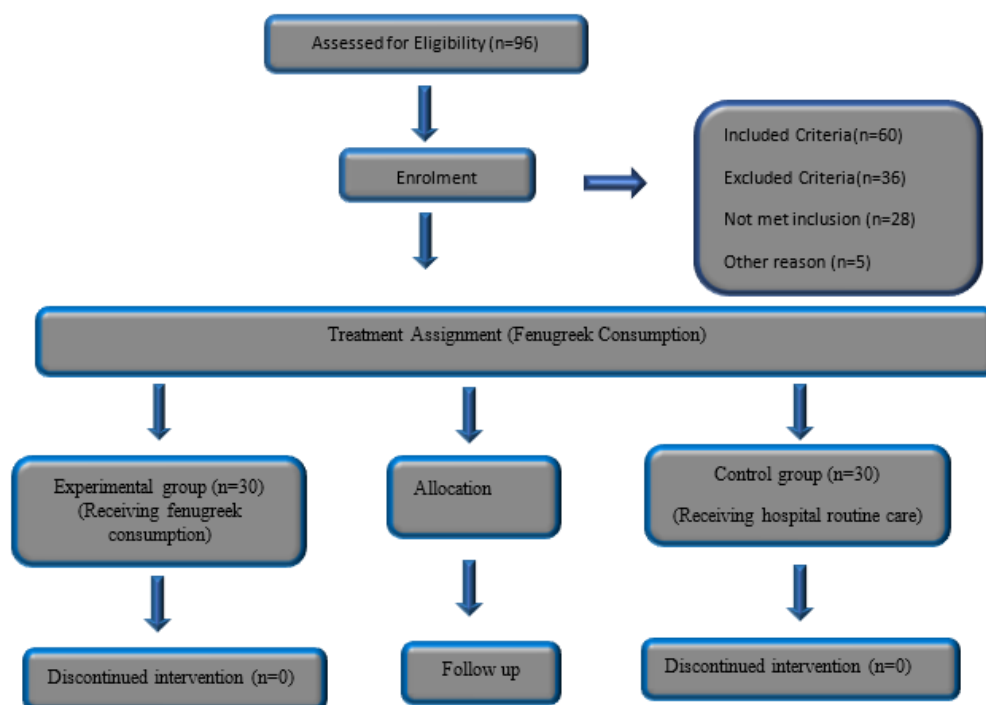 Assessed for Eligibility (n=96)
Enrolment
Included Criteria(n=60)
Excluded Criteria(n=36)
Not met inclusion (n=28)
Other reason (n=5)
Treatment Assignment (Fenugreek Consumption)
Experimental group (n=30)
(Receiving fenugreek
consumption)
Allocation
Control group (n=30)
(Receiving hospital routine care)
Discontinued intervention (n=0)
Follow up
Discontinued intervention (n=0)